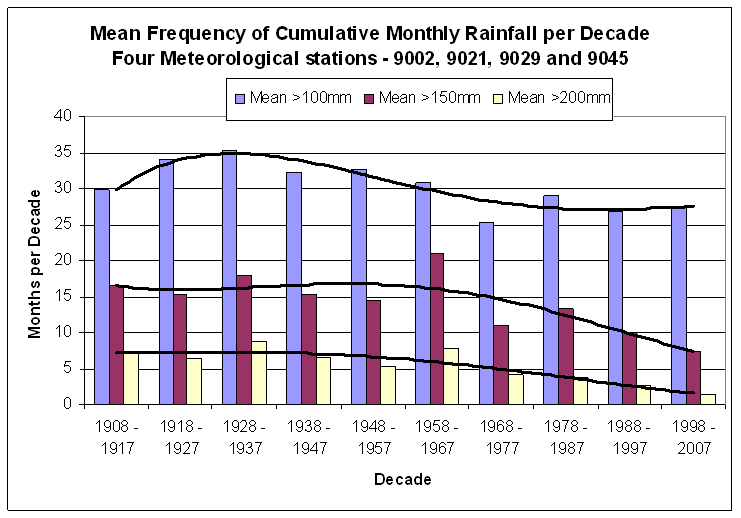 Mean Frequency of Cumulative Monthly Rainfall per Decade
Four Meteorological stations - 9002, 9021, 9029 and 9045
Mean >100mm Mean >150mm Mean >200mm
Months per Decade
40
35
30
25
20
15
10
5
0
1908 - 1918 - 1928 - 1938 - 1948 - 1958 - 1968 - 1978 - 1988 - 1998 -
1917 1927 1937 1947 1957 1967 1977 1987 1997 2007
Decade